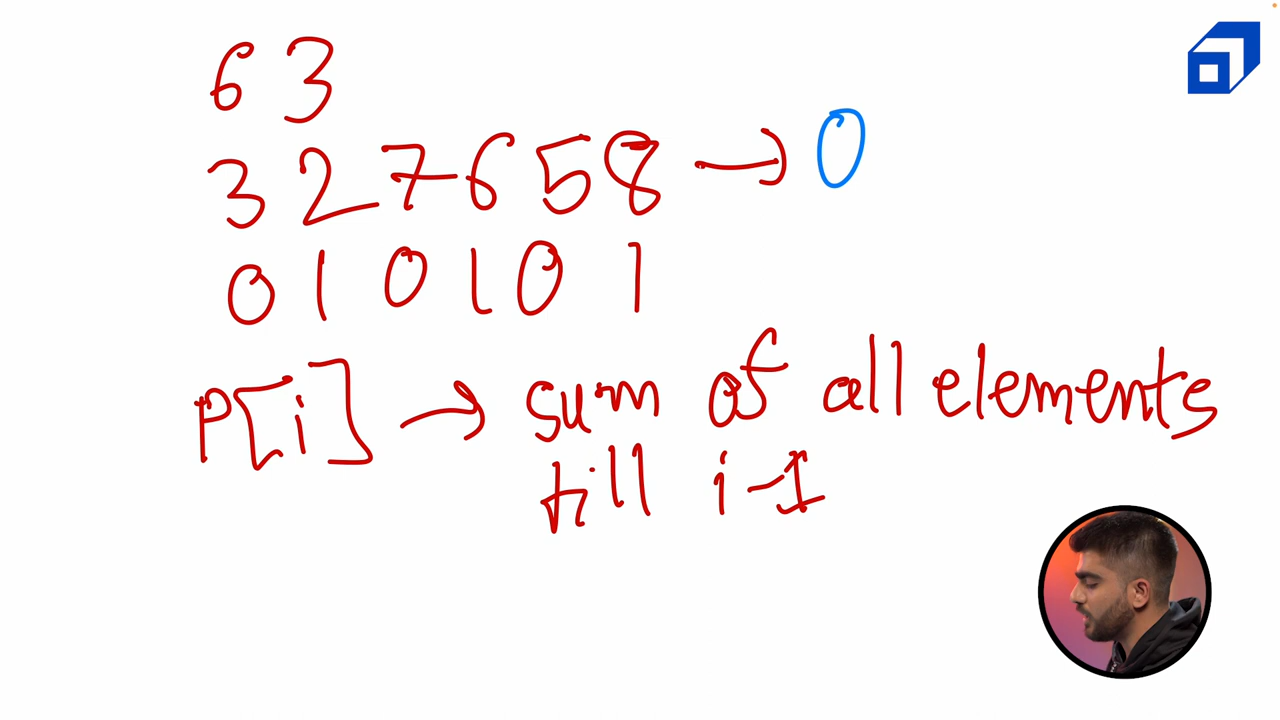 6 3
3 2 7 6 5 8 → 0
0 1 0 1 0 1
P[i] → sum of all elements
till i-1